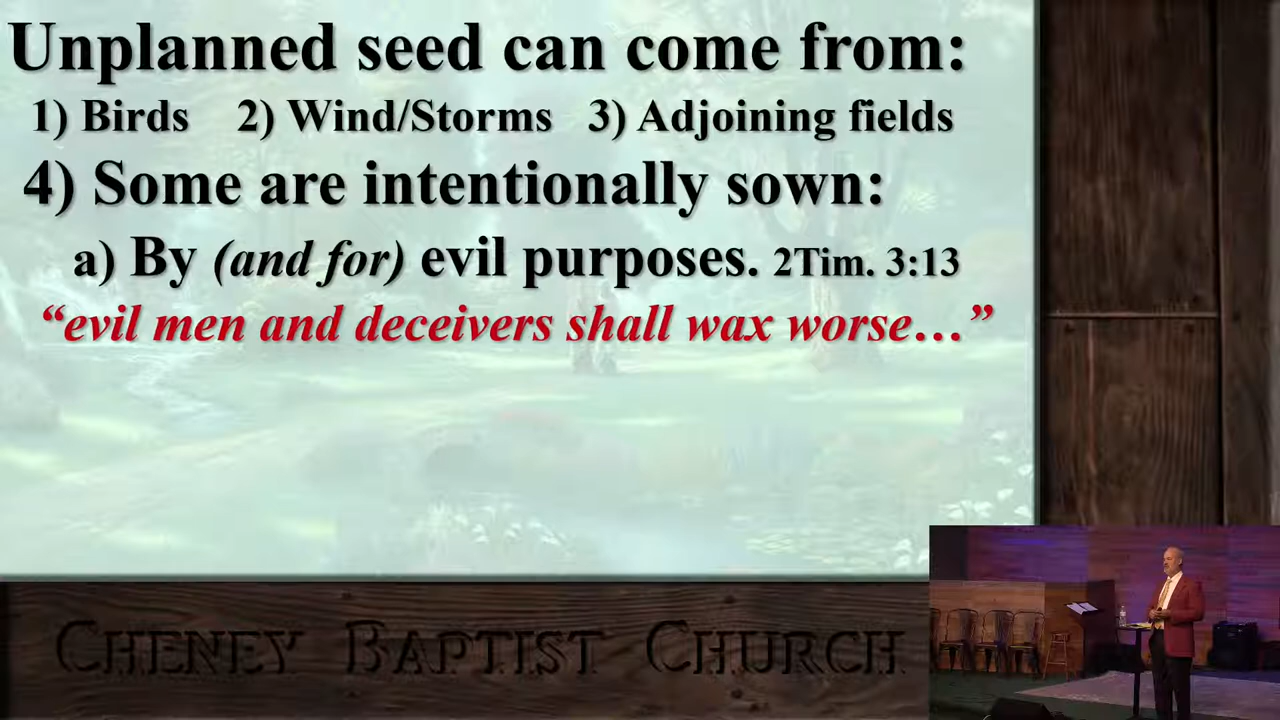 Unplanned seed can come from:
1) Birds 2) Wind/Storms 3) Adjoining fields
4) Some are intentionally sown:
a) By (and for) evil purposes. 2Tim. 3:13
“evil men and deceivers shall wax worse…”
CHENEY BAPTIST CHURCH